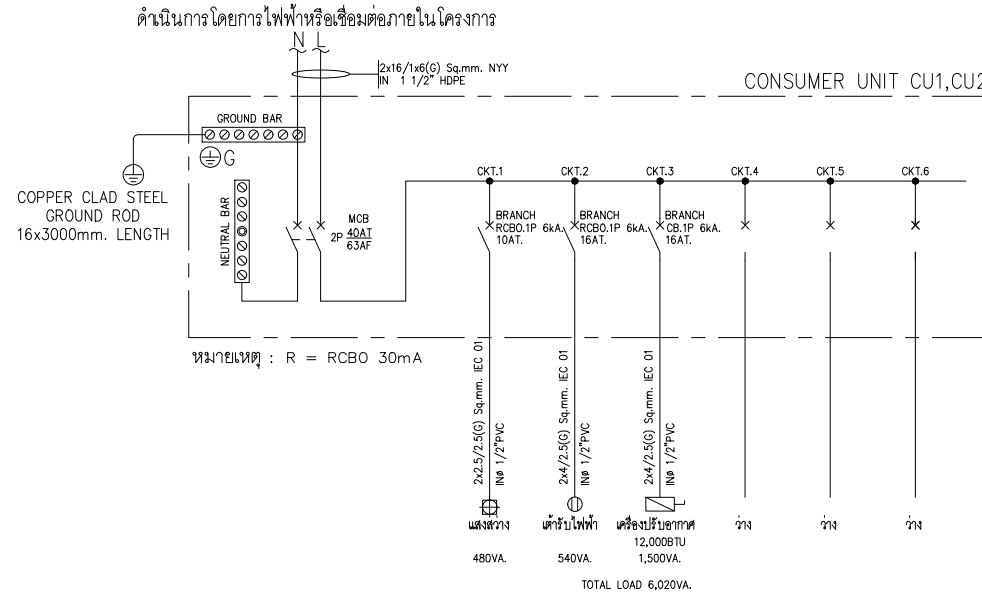 ดำเนินการโดยการไฟฟ้าหรือเชื่อมต่อภายในโครงการ
N L
2x16/1x6(G) Sq.mm. NYY
IN 1 1/2" HDPE
CONSUMER UNIT CU1,CU2
GROUND BAR
G
COPPER CLAD STEEL
GROUND ROD
16x3000mm. LENGTH
NEUTRAL BAR
MCB
2P 40AT
63AF
CKT.1 CKT.2 CKT.3 CKT.4 CKT.5 CKT.6
BRANCH
RCBO.1P 6kA.
10AT.
BRANCH
RCBO.1P 6kA.
16AT.
BRANCH
CB.1P 6kA.
16AT.
หมายเหตุ : R = RCBO 30mA
2x2.5/2.5(G) Sq.mm. IEC 01
INø 1/2"PVC
2x4/2.5(G) Sq.mm. IEC 01
INø 1/2"PVC
2x4/2.5(G) Sq.mm. IEC 01
INø 1/2"PVC
แสงสว่าง เต้ารับไฟฟ้า เครื่องปรับอากาศ ว่าง ว่าง ว่าง
12,000BTU
480VA. 540VA. 1,500VA.
TOTAL LOAD 6,020VA.